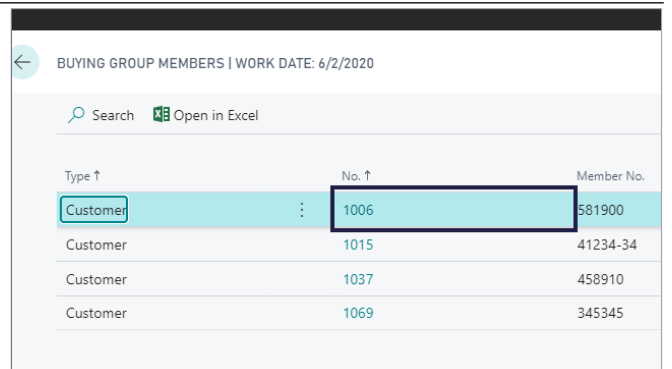 BUYING GROUP MEMBERS | WORK DATE: 6/2/2020
Search Open in Excel
Type ↑ No. ↑ Member No.
Customer 1006 581900
Customer 1015 41234-34
Customer 1037 458910
Customer 1069 345345